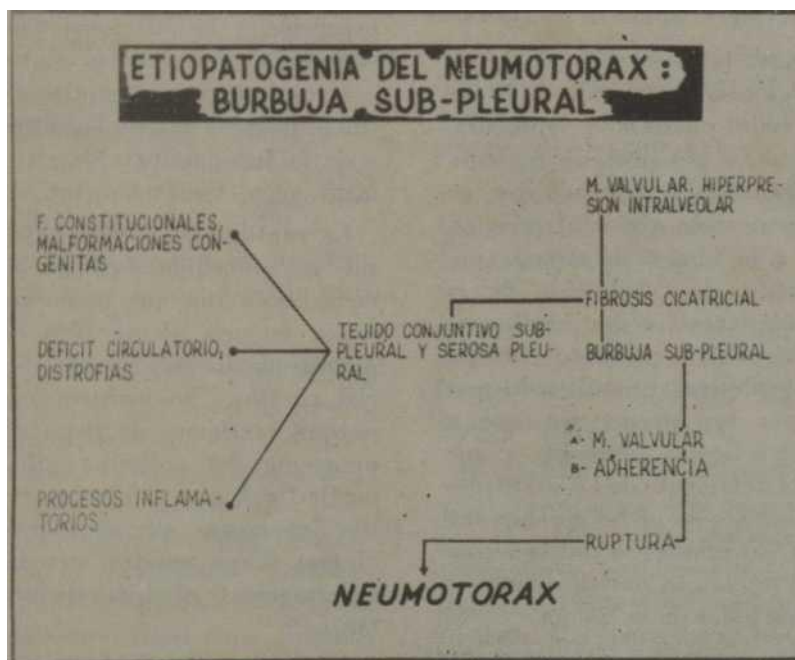 ETIOPATOGENIA DEL NEUMOTORAX :
BURBUJA SUB-PLEURAL
M. VALVULAR, HIPERPRE
SION INTRALVEOLAR
F. CONSTITUCIONALES,
MALFORMACIONES CON-
GENITAS
FIBROSIS CICATRICIAL
TEJIDO CONJUNTIVO SUB-
PLEURAL Y SEROSA PLEU-
RAL
DEFICIT CIRCULATORIO,
DISTROFIAS
BURBUJA SUB-PLEURAL
A- M. VALVULAR
B- ADHERENCIA
PROCESOS INFLAMA-
TORIOS
RUPTURA
NEUMOTORAX